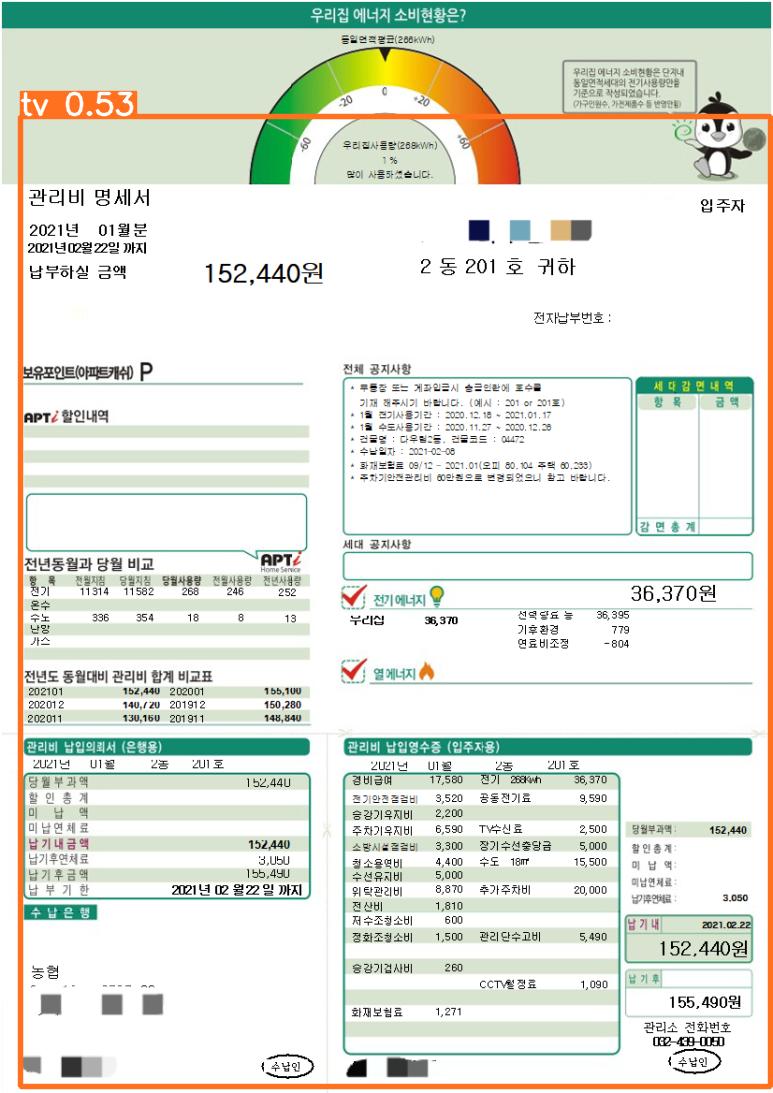 우리집 에너지 소비현황은?
동일면적평균(266kWh)
-60
-20
0
+20
+60
우리집사용량(268kWh)
1 %
많이 사용하셨습니다.
우리집 에너지 소비현황은 단지내
동일면적세대의 전기사용량만을
기준으로 작성되었습니다.
(가구인원수, 가전제품수 등 반영안됨)
tv 0.53
관리비 명세서
입주자
2021년 01월분
2021년02월22일 까지
납부하실 금액 152,440원
2 동 201 호 귀하
전자납부번호 :
보유포인트(아파트캐쉬) P
APTi 할인내역
전체 공지사항
* 무통장 또는 계좌입금시 송금인란에 호수를
기재 해주시기 바랍니다. (예시 : 201 or 201호)
* 1월 전기사용기간 : 2020.12.18 ~ 2021.01.17
* 1월 수도사용기간 : 2020.11.27 ~ 2020.12.26
* 건물명 : 다우림2동, 건물코드 : 04472
* 수납일자 : 2021-02-08
* 화재보험료 09/12 - 2021.01(오피 80,104 주택 60,233)
* 주차기안전관리비 60만원으로 변경되었으니 참고 바랍니다.
세 대 감 면 내 역
항 목 금 액
감 면 총 계
세대 공지사항
전년동월과 당월 비교
APTi
Home Service
항 목 전월지침 당월지침 당월사용량 전월사용량 전년사용량
전기 11314 11582 268 246 252
온수
수도 336 354 18 8 13
난방
가스
전년도 동월대비 관리비 합계 비교표
202101 152,440 202001 155,100
202012 140,720 201912 150,280
202011 130,160 201911 148,840
전기에너지 36,370원
우리집 36,370
전력량요금 36,395
기후환경 779
연료비조정 -804
열에너지
관리비 납입의뢰서 (은행용)
2021년 01월 2동 201호
당월부과액 152,440
할 인 총 계
미 납 액
미납연체료
납기내금액 152,440
납기후연체료 3,050
납기후금액 155,490
납 부 기 한 2021년 02월22일 까지
수 납 은 행
농협
수납인
관리비 납입영수증 (입주자용)
2021년 01월 2동 201호
경비급여 17,580 전기 268kWh 36,370
전기안전점검비 3,520 공동전기료 9,590
승강기유지비 2,200
주차기유지비 6,590 TV수신료 2,500
소방시설점검비 3,300 장기수선충당금 5,000
청소용역비 4,400 수도 18㎥ 15,500
수선유지비 5,000
위탁관리비 8,870 추가주차비 20,000
전산비 1,810
저수조청소비 600
정화조청소비 1,500 관리단수고비 5,490
승강기검사비 260
CCTV월정료 1,090
화재보험료 1,271
당월부과액: 152,440
할 인 총 계:
미 납 액:
미납연체료:
납기후연체료: 3,050
납 기 내 2021.02.22
152,440원
납 기 후
155,490원
관리소 전화번호
032-439-0050
수납인